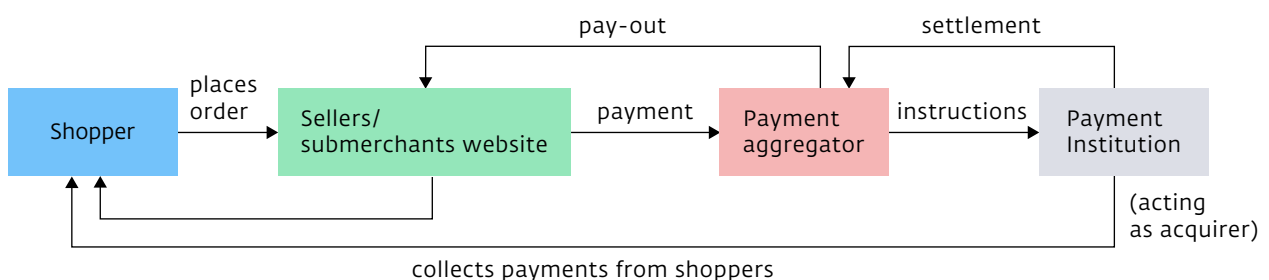 pay-out
settlement
places
order
Shopper
Sellers/
submerchants website
payment
Payment
aggregator
instructions
Payment
Institution
(acting
as acquirer)
collects payments from shoppers